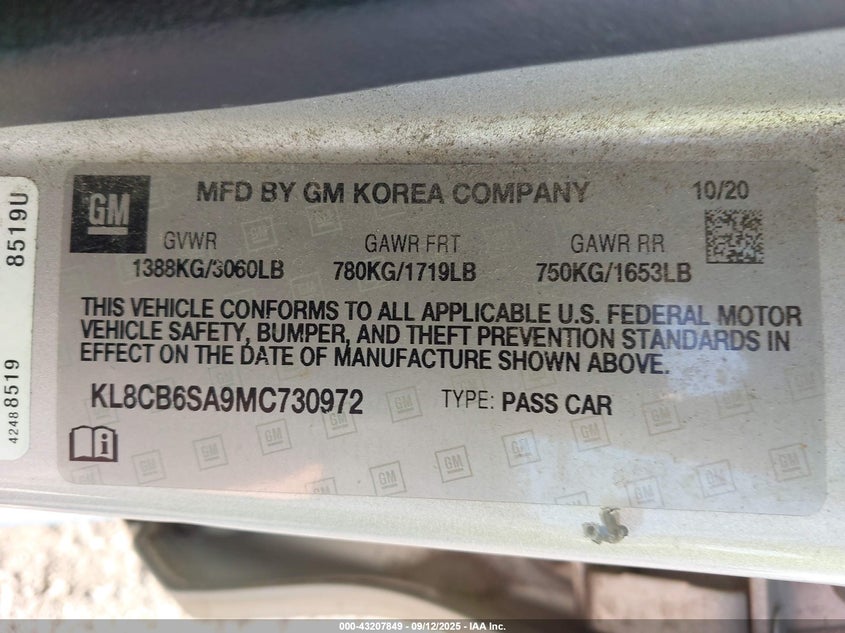 GM
MFD BY GM KOREA COMPANY 10/20
GVWR GAWR FRT GAWR RR
1388KG/3060LB 780KG/1719LB 750KG/1653LB
THIS VEHICLE CONFORMS TO ALL APPLICABLE U.S. FEDERAL MOTOR
VEHICLE SAFETY, BUMPER, AND THEFT PREVENTION STANDARDS IN
EFFECT ON THE DATE OF MANUFACTURE SHOWN ABOVE.
KL8CB6SA9MC730972 TYPE: PASS CAR
8519U
42488519
000-43207849 - 09/12/2025 - IAA Inc.